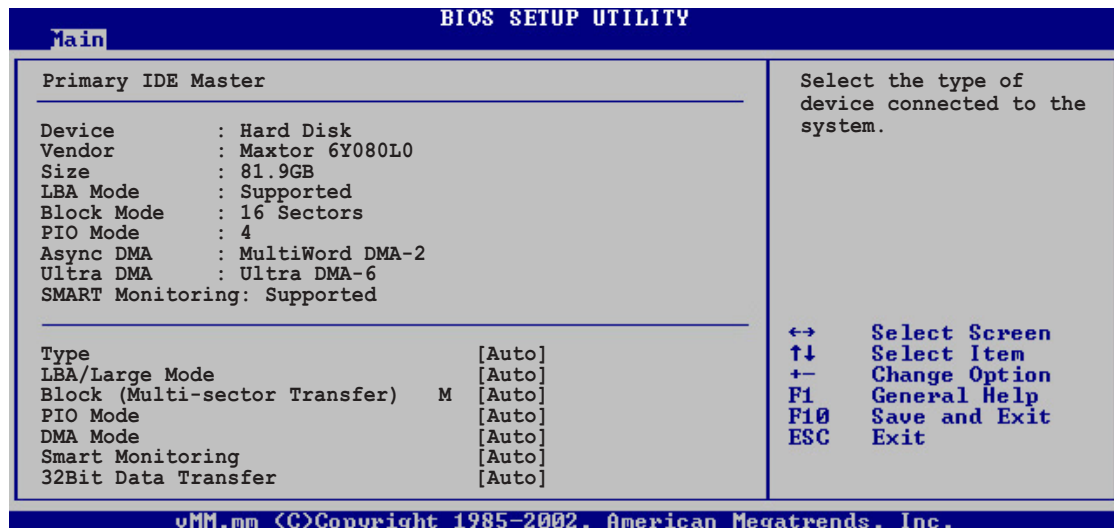 BIOS SETUP UTILITY
Main
Primary IDE Master
Device : Hard Disk
Vendor : Maxtor 6Y080L0
Size : 81.9GB
LBA Mode : Supported
Block Mode : 16 Sectors
PIO Mode : 4
Async DMA : MultiWord DMA-2
Ultra DMA : Ultra DMA-6
SMART Monitoring: Supported
Type [Auto]
LBA/Large Mode [Auto]
Block (Multi-sector Transfer) M [Auto]
PIO Mode [Auto]
DMA Mode [Auto]
Smart Monitoring [Auto]
32Bit Data Transfer [Auto]
Select the type of
device connected to the
system.
←→ Select Screen
↑↓ Select Item
+- Change Option
F1 General Help
F10 Save and Exit
ESC Exit
vMM.mm (C)Copyright 1985-2002, American Megatrends, Inc.